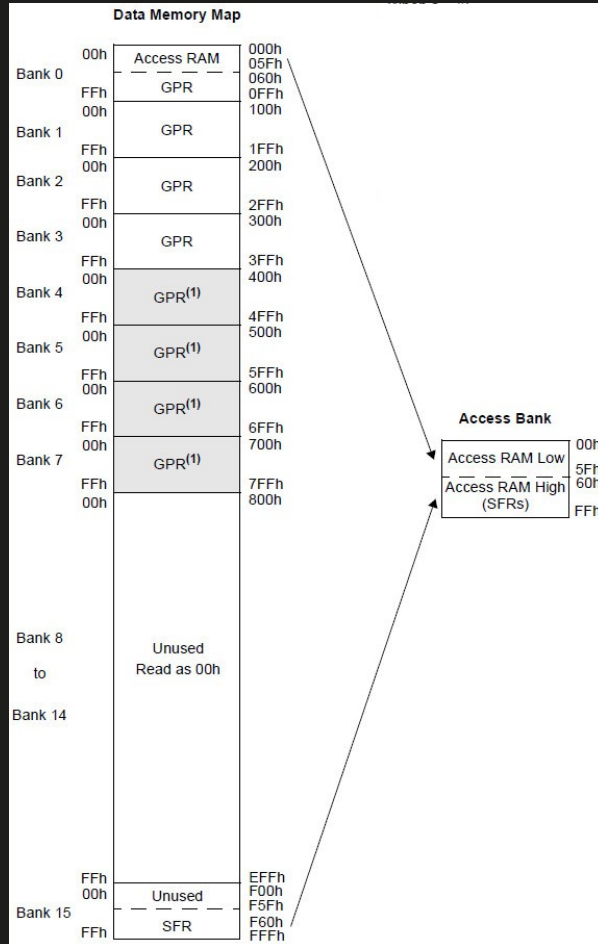 Data Memory Map
00h
Access RAM
000h
05Fh
Bank 0
060h
FFh
GPR
0FFh
00h
100h
Bank 1
GPR
FFh
1FFh
00h
200h
Bank 2
GPR
FFh
2FFh
00h
300h
Bank 3
GPR
FFh
3FFh
00h
400h
Bank 4
GPR(1)
FFh
4FFh
00h
500h
Bank 5
GPR(1)
FFh
5FFh
00h
600h
Bank 6
GPR(1)
FFh
6FFh
00h
700h
Bank 7
GPR(1)
FFh
7FFh
00h
800h
Bank 8
to
Bank 14
Unused
Read as 00h
FFh
EFFh
00h
Unused
F00h
F5Fh
Bank 15
F60h
FFh
SFR
FFFh
Access Bank
00h
Access RAM Low
5Fh
60h
Access RAM High
(SFRs)
FFh